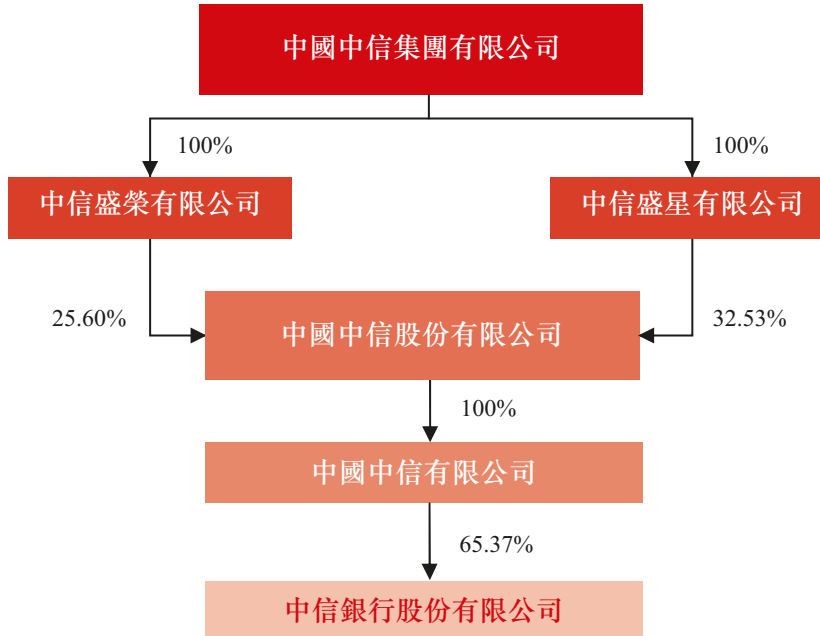 中國中信集團有限公司
100%
100%
中信盛榮有限公司
中信盛星有限公司
25.60%
32.53%
中國中信股份有限公司
100%
中國中信有限公司
65.37%
中信銀行股份有限公司